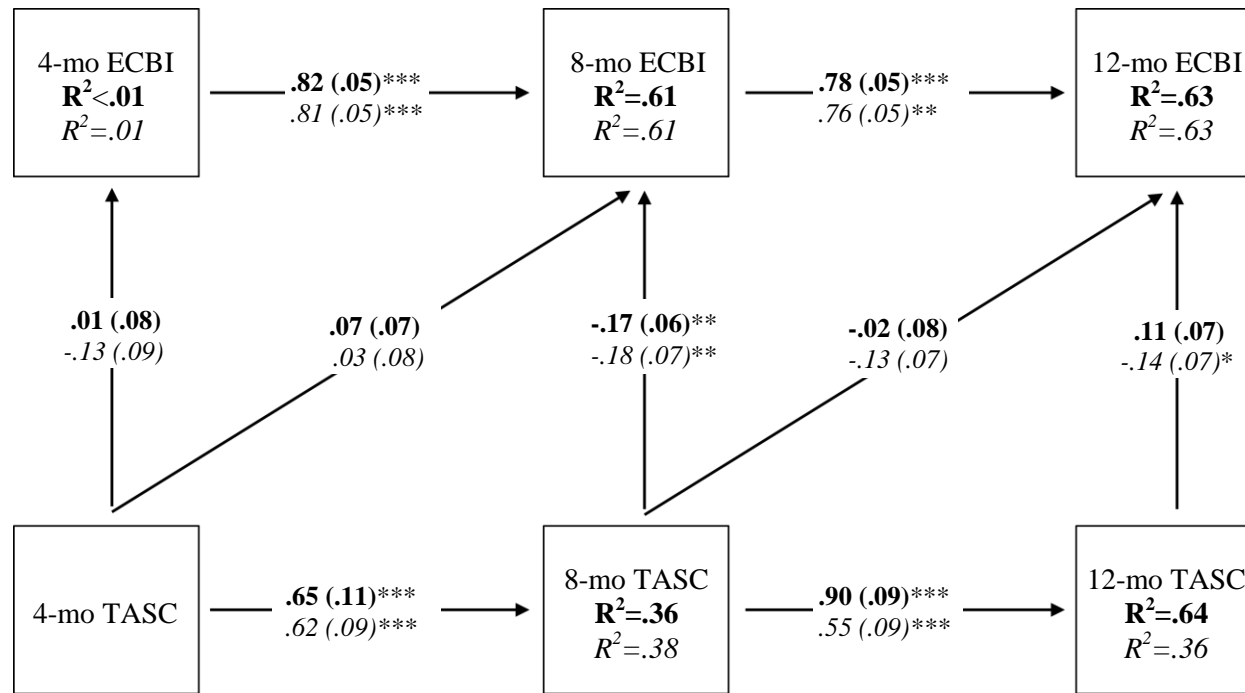 4-mo ECBI
R²<.01
R²=.01
.82 (.05)***
.81 (.05)***
8-mo ECBI
R²=.61
R²=.61
.78 (.05)***
.76 (.05)**
12-mo ECBI
R²=.63
R²=.63
.01 (.08)
-.13 (.09)
.07 (.07)
.03 (.08)
-.17 (.06)**
-.18 (.07)**
-.02 (.08)
-.13 (.07)
.11 (.07)
-.14 (.07)*
4-mo TASC
.65 (.11)***
.62 (.09)***
8-mo TASC
R²=.36
R²=.38
.90 (.09)***
.55 (.09)***
12-mo TASC
R²=.64
R²=.36